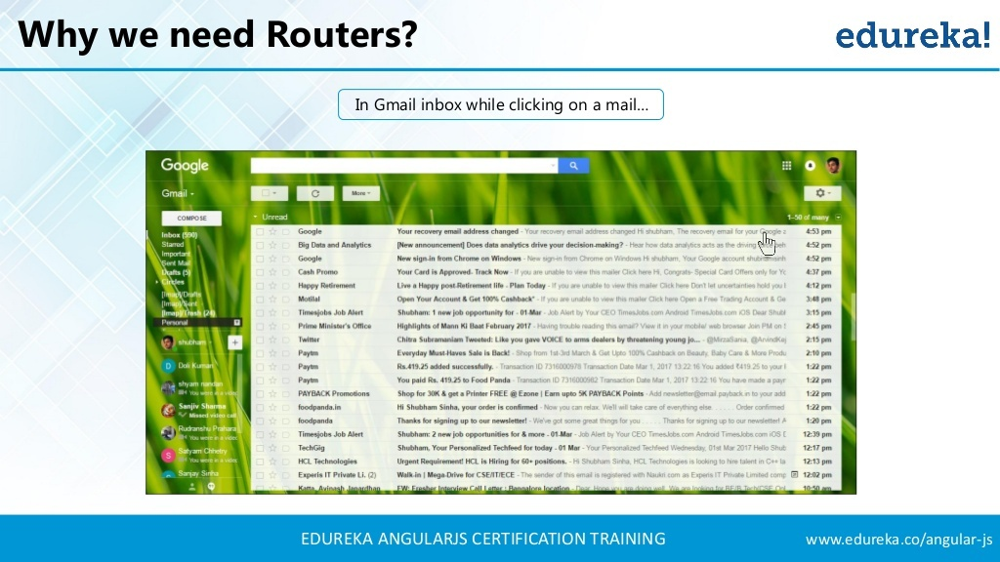 Why we need Routers?
edureka!
In Gmail inbox while clicking on a mail...
Google
Gmail
More
COMPOSE
Unread
1–50 of many
Inbox (590)
Starred
Important
Sent Mail
Drafts (5)
Circles
[Imap]/Drafts
[Imap]/Sent
[Imap]/Trash (24)
Personal
shubham
Doli Kumari
shyam nandan
You were in a video
Sanjiv Sharma
Missed video call
Rudranshu Prahara
You were in a video
Satyam Chhetry
You were in a video
Sanjay Sinha
Google Your recovery email address changed - Your recovery email address changed Hi shubham, The recovery email for your Google a 4:53 pm
Big Data and Analytics [New announcement] Does data analytics drive your decision-making? - Hear how data analytics acts as the driving 4:52 pm
Google New sign-in from Chrome on Windows - New sign-in from Chrome on Windows Hi shubham, Your Google account 4:52 pm
Cash Promo Your Card is Approved- Track Now - If you are unable to view this mailer Click here Hi, Congrats- Special Card Offers only for Yo 4:37 pm
Happy Retirement Live a Happy post-Retirement life - Plan Today - If you are unable to view this mailer Click here Don't let uncertainties hold you 4:12 pm
Motilal Open Your Account & Get 100% Cashback* - If you are unable to view this mailer Click here Open a Free Trading Account & Ge 3:48 pm
Timesjobs Job Alert Shubham: 1 new job opportunity for - 01-Mar - Job Alert by Your CEO TimesJobs.com Android TimesJobs.com iOS Dear Shub 3:15 pm
Prime Minister's Office Highlights of Mann Ki Baat February 2017 - Having trouble reading this email? View it in your mobile/ web browser Join PM on S 2:45 pm
Twitter Chitra Subramaniam Tweeted: Like you gave VOICE to arms dealers by threatening young jo... - @MirzaSania, @ArvindKej 2:15 pm
Paytm Everyday Must-Haves Sale is Back! - Shop from 1st-3rd March & Get Upto 100% Cashback on Beauty, Baby Care & More Produ 2:10 pm
Paytm Rs.419.25 added successfully. - Transaction ID 7316000978 Transaction Date Mar 1, 2017 13:22:16 You added ₹419.25 to your 1:22 pm
Paytm You paid Rs. 419.25 to Food Panda - Transaction ID 7316000982 Transaction Date Mar 1, 2017 13:22:16 You have made a payr 1:22 pm
PAYBACK Promotions Shop for 30K & get a Printer FREE @ Ezone | Earn upto 5K PAYBACK Points - Add newsletter@email.payback.in to yo 1:22 pm
foodpanda.in Hi Shubham Sinha, your order is confirmed - Now you can relax. We'll take care of everything else. Order confirmed 1:22 pm
foodpanda Thanks for signing up to our newsletter! - We've got some great things for you Thanks for signing up to our newsletter! A 1:20 pm
Timesjobs Job Alert Shubham: 2 new job opportunities for & more - 01-Mar - Job Alert by Your CEO TimesJobs.com Android TimesJobs.com iOS D 12:39 pm
TechGig Shubham, Your Personalized Techfeed for today - 01 Mar - Your Personalized Techfeed Wednesday, 01st Mar 2017 Hello Shub 12:17 pm
HCL Technologies Urgent Requirement! HCL is Hiring for 60+ positions. - Hi Shubham Sinha, HCL Technologies is looking to hire talent in C++ la 12:13 pm
Experis IT Private Li. (2) Walk-in | Mega-Drive for CSE/IT/ECE - The sender of this email is registered with Naukri.com as Experis IT Private Limited comp 12:02 pm
Katta, Avinash Janardhan FW: Fresher Interview Call Letter : Bangalore location - Dear, Hope you are doing well. We are looking for BE/B.Tech/CSE Onl 10:50 am
EDUREKA ANGULARJS CERTIFICATION TRAINING
www.edureka.co/angular-js